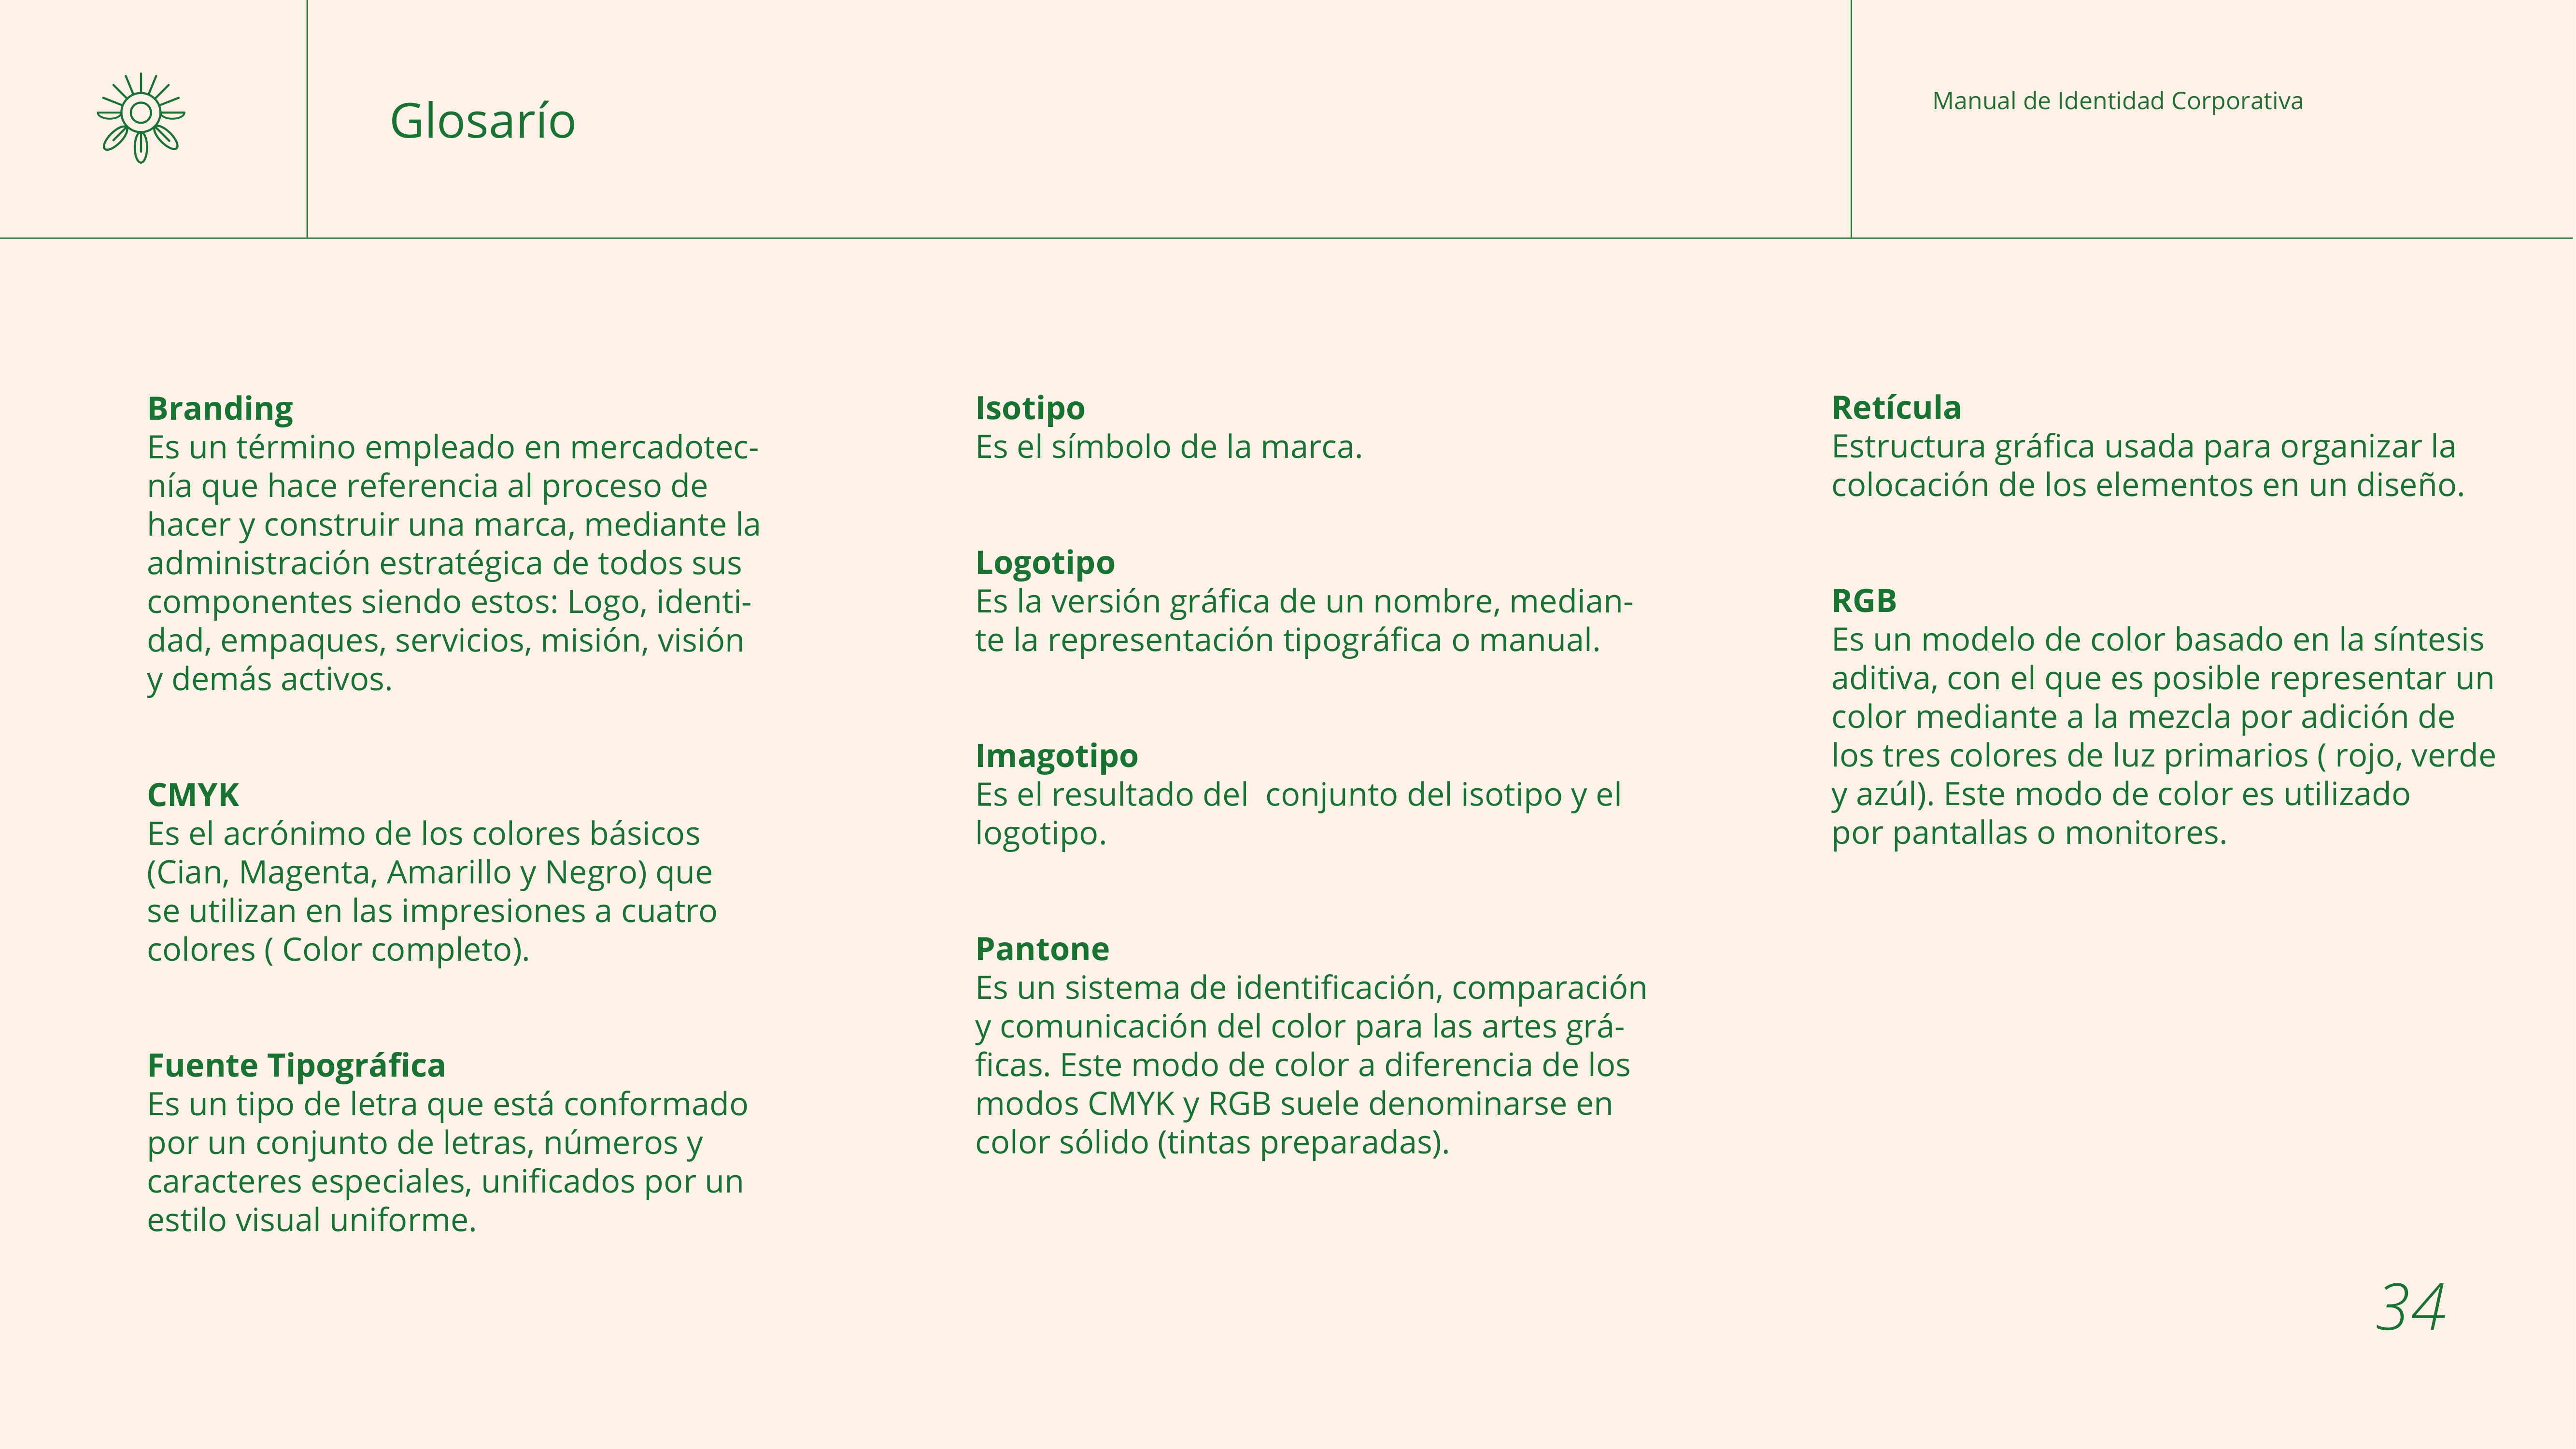 Glosarío
Manual de Identidad Corporativa
Branding
Es un término empleado en mercadotec-
nía que hace referencia al proceso de
hacer y construir una marca, mediante la
administración estratégica de todos sus
componentes siendo estos: Logo, identi-
dad, empaques, servicios, misión, visión
y demás activos.
CMYK
Es el acrónimo de los colores básicos
(Cian, Magenta, Amarillo y Negro) que
se utilizan en las impresiones a cuatro
colores ( Color completo).
Fuente Tipográfica
Es un tipo de letra que está conformado
por un conjunto de letras, números y
caracteres especiales, unificados por un
estilo visual uniforme.
Isotipo
Es el símbolo de la marca.
Logotipo
Es la versión gráfica de un nombre, median-
te la representación tipográfica o manual.
Imagotipo
Es el resultado del  conjunto del isotipo y el
logotipo.
Pantone
Es un sistema de identificación, comparación
y comunicación del color para las artes grá-
ficas. Este modo de color a diferencia de los
modos CMYK y RGB suele denominarse en
color sólido (tintas preparadas).
Retícula
Estructura gráfica usada para organizar la
colocación de los elementos en un diseño.
RGB
Es un modelo de color basado en la síntesis
aditiva, con el que es posible representar un
color mediante a la mezcla por adición de
los tres colores de luz primarios ( rojo, verde
y azúl). Este modo de color es utilizado
por pantallas o monitores.
34